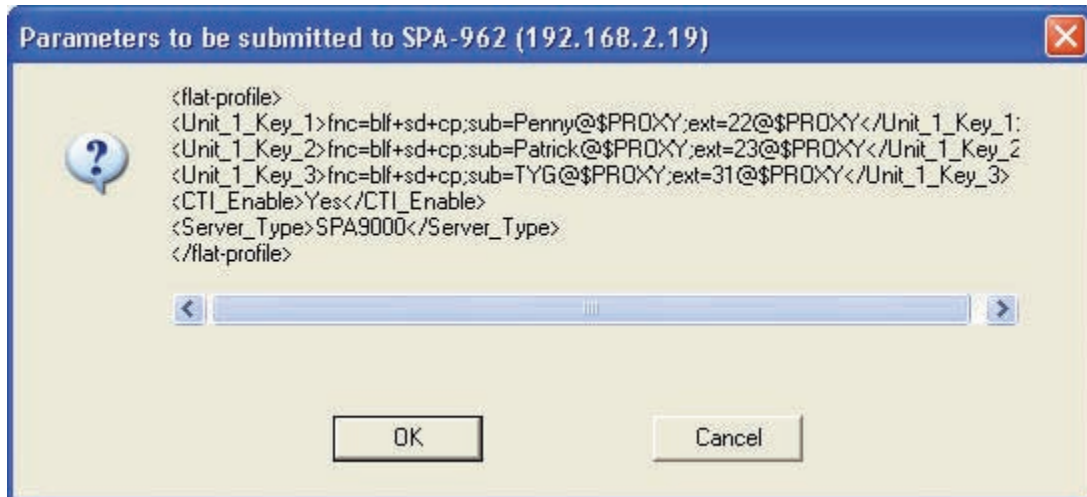 Parameters to be submitted to SPA-962 (192.168.2.19)
<flat-profile>
<Unit_1_Key_1>fnc=blf+sd+cp;sub=Penny@$PROXY;ext=22@$PROXY</Unit_1_Key_1:
<Unit_1_Key_2>fnc=blf+sd+cp;sub=Patrick@$PROXY;ext=23@$PROXY</Unit_1_Key_2
<Unit_1_Key_3>fnc=blf+sd+cp;sub=TYG@$PROXY;ext=31@$PROXY</Unit_1_Key_3>
<CTI_Enable>Yes</CTI_Enable>
<Server_Type>SPA9000</Server_Type>
</flat-profile>
OK
Cancel